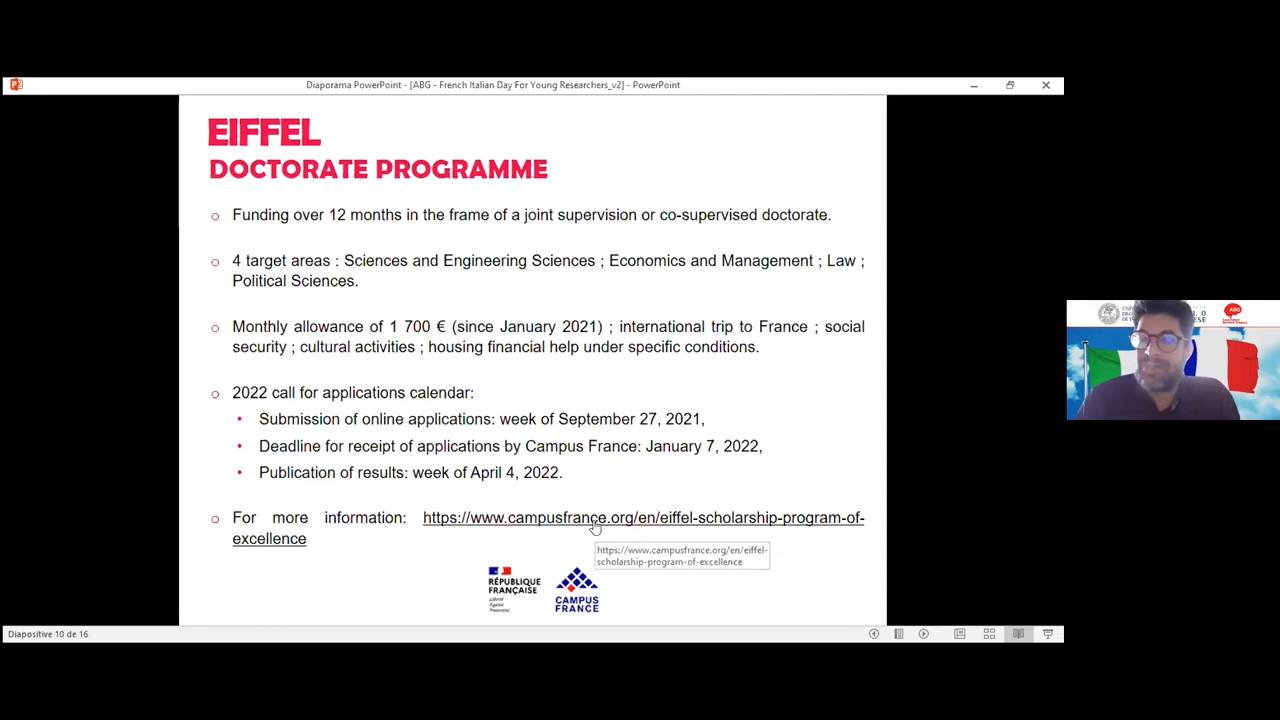 Diaporama PowerPoint - [ABG - French Italian Day For Young Researchers_v2] - PowerPoint
EIFFEL
DOCTORATE PROGRAMME
Funding over 12 months in the frame of a joint supervision or co-supervised doctorate.
4 target areas : Sciences and Engineering Sciences ; Economics and Management ; Law ;
Political Sciences.
Monthly allowance of 1 700 € (since January 2021) ; international trip to France ; social
security ; cultural activities ; housing financial help under specific conditions.
2022 call for applications calendar:
• Submission of online applications: week of September 27, 2021,
• Deadline for receipt of applications by Campus France: January 7, 2022,
• Publication of results: week of April 4, 2022.
For more information: https://www.campusfrance.org/en/eiffel-scholarship-program-of-
excellence
https://www.campusfrance.org/en/eiffel-
scholarship-program-of-excellence
RÉPUBLIQUE
FRANÇAISE
Liberté
Égalité
Fraternité
CAMPUS
FRANCE
Diapositive 10 de 16
ABG